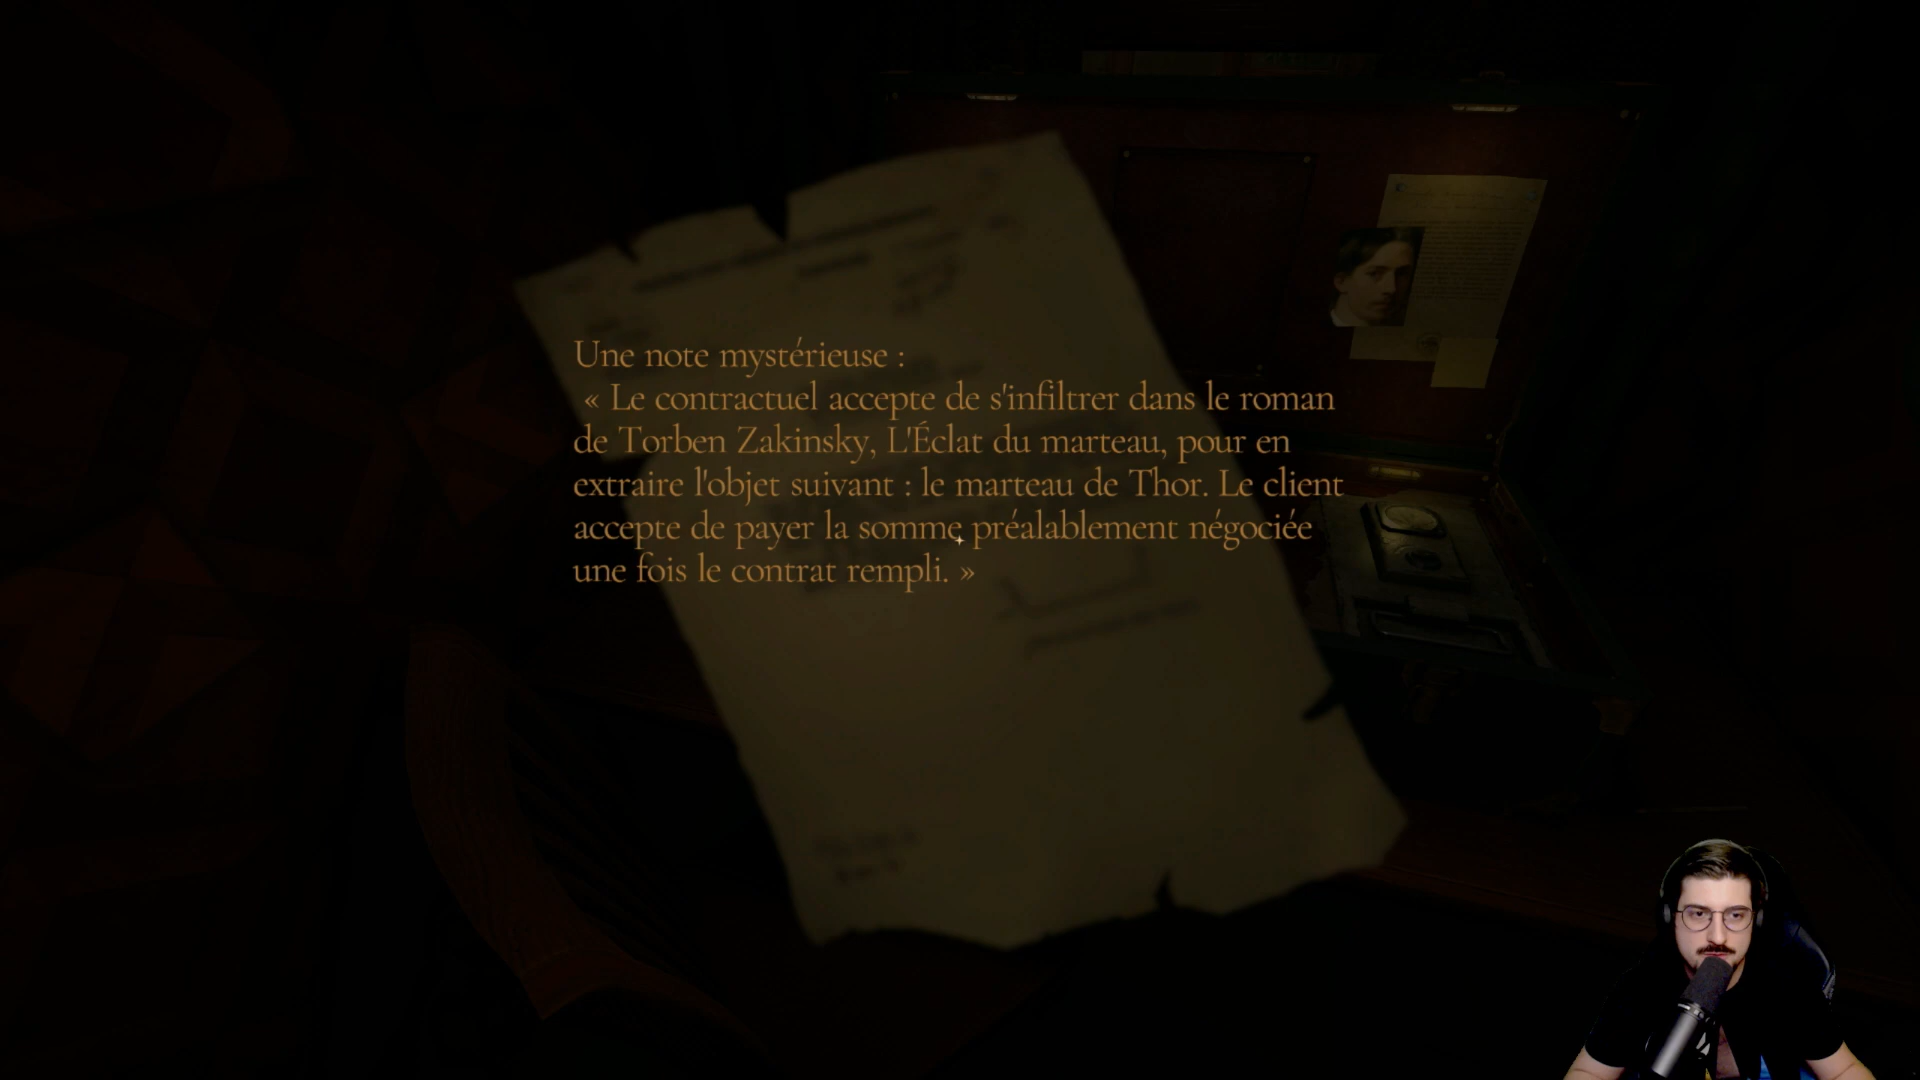 Une note mystérieuse :
« Le contractuel accepte de s'infiltrer dans le roman
de Torben Zakinsky, L'Éclat du marteau, pour en
extraire l'objet suivant : le marteau de Thor. Le client
accepte de payer la somme préalablement négociée
une fois le contrat rempli. »